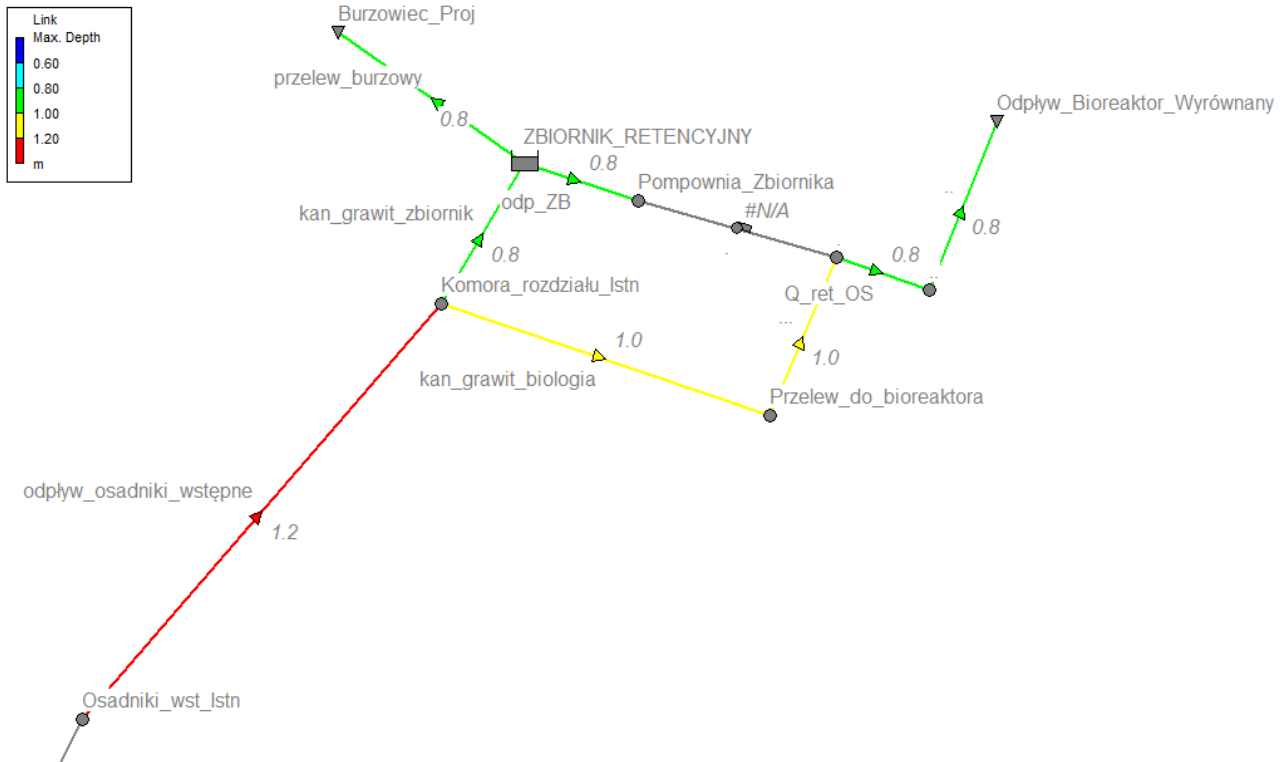 Link
Max. Depth
0.60
0.80
1.00
1.20
m
Burzowiec_Proj
przelew_burzowy
0.8
Odpływ_Bioreaktor_Wyrównany
ZBIORNIK_RETENCYJNY
0.8
Pompownia_Zbiornika
odp_ZB
#N/A
kan_grawit_zbiornik
0.8
0.8
0.8
Komora_rozdziału_Istn
Q_ret_OS
1.0
1.0
kan_grawit_biologia
Przelew_do_bioreaktora
odpływ_osadniki_wstępne
1.2
Osadniki_wst_Istn